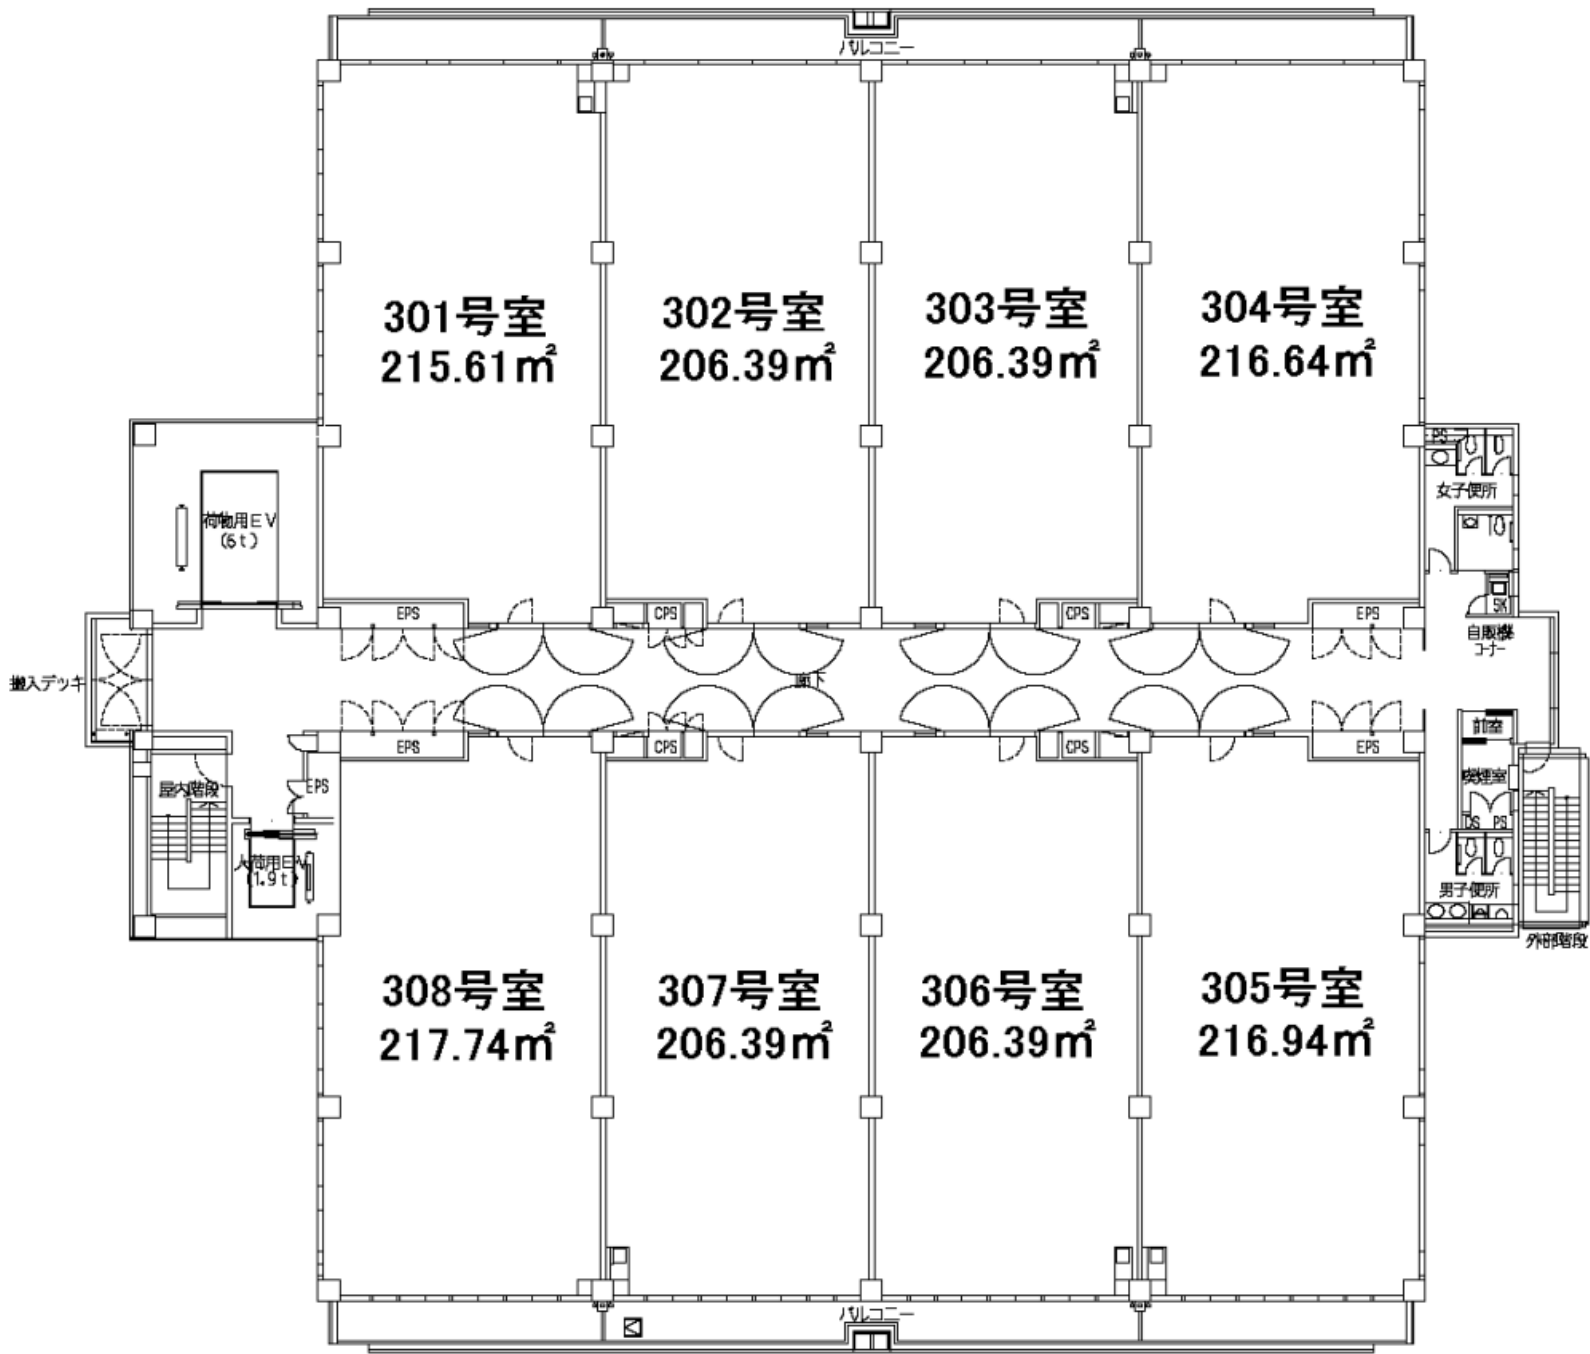 バルコニー
301号室
215.61㎡
302号室
206.39㎡
303号室
206.39㎡
304号室
216.64㎡
PS
女子便所
荷物用EV
(6t)
SK
EPS
CPS
CPS
EPS
自販機
コーナー
搬入デッキ
廊下
EPS
CPS
CPS
EPS
前室
屋内階段
EPS
喫煙室
DS
PS
人荷用EV
(1.9t)
男子便所
外部階段
308号室
217.74㎡
307号室
206.39㎡
306号室
206.39㎡
305号室
216.94㎡
バルコニー